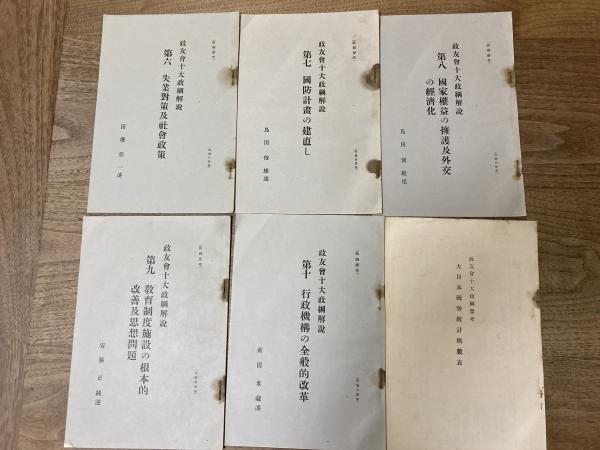 政友會十大政綱解說
第六 失業對策及社會政策
政友會十大政綱解說
第七 國防計畫の建直し
島田俊雄述
政友會十大政綱解說
第八 國家權益の擁護及外交
の經濟化
島田俊雄述
政友會十大政綱解說
第九 敎育制度施設の根本的
改善及思想問題
安藤正純述
政友會十大政綱解說
第十 行政機構の全般的改革
前田米藏述
政友會十大政綱參考
大日本國勢統計槪數表